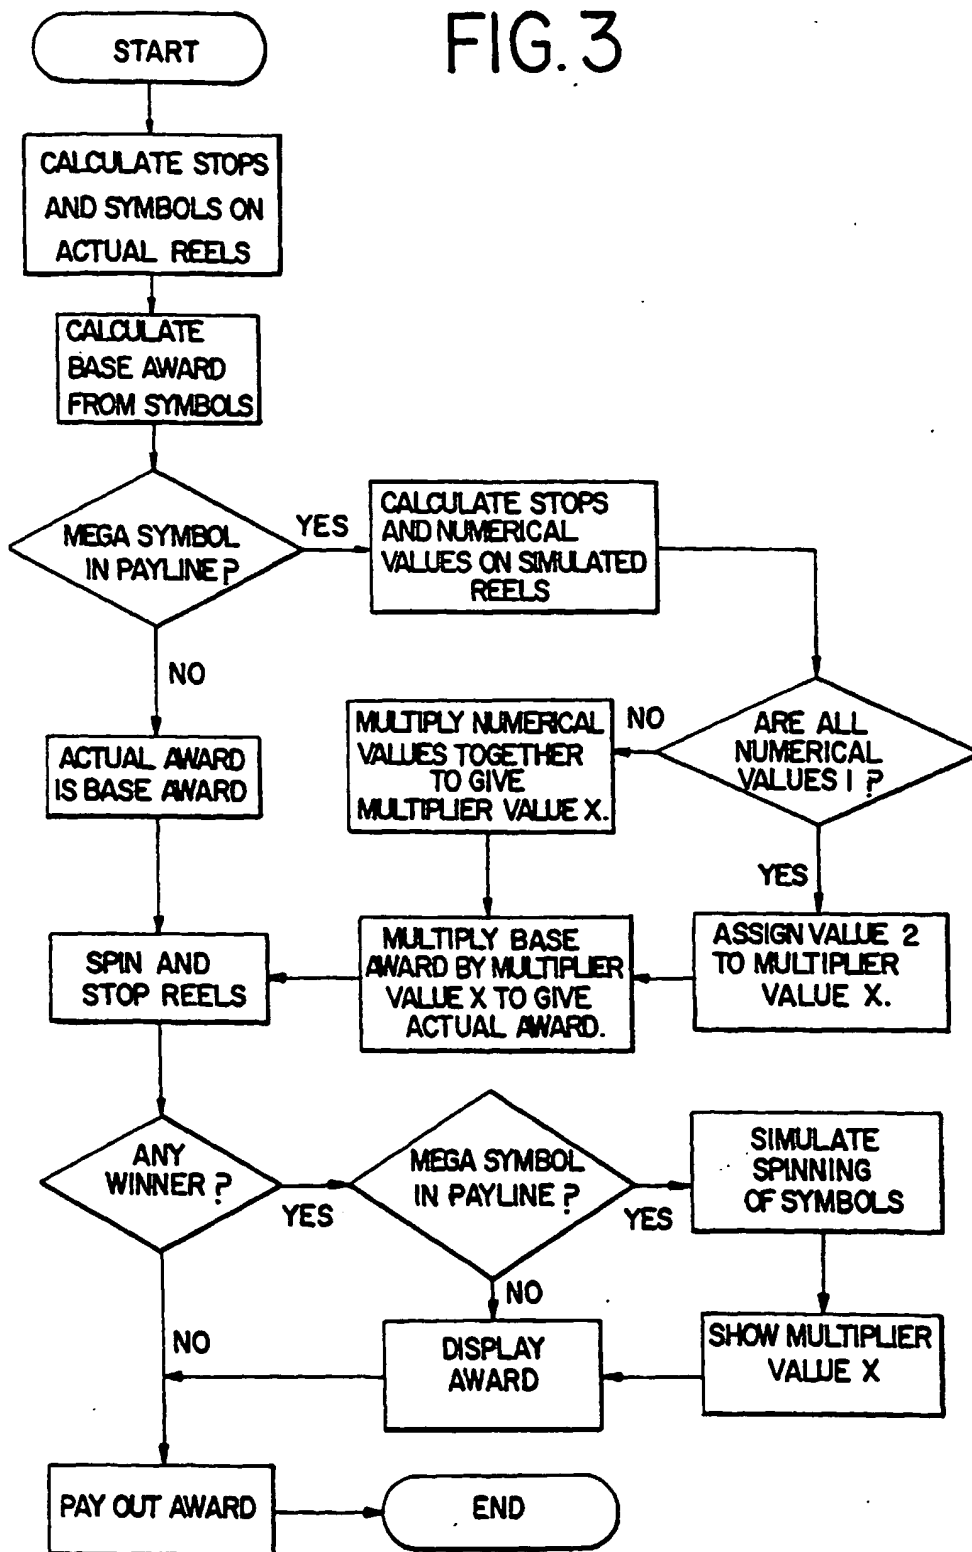 FIG. 3
START
CALCULATE STOPS
AND SYMBOLS ON
ACTUAL REELS
CALCULATE
BASE AWARD
FROM SYMBOLS
MEGA SYMBOL
IN PAYLINE?
YES
CALCULATE STOPS
AND NUMERICAL
VALUES ON SIMULATED
REELS
NO
ARE ALL
NUMERICAL
VALUES 1 ?
NO
MULTIPLY NUMERICAL
VALUES TOGETHER
TO GIVE
MULTIPLIER VALUE X.
ACTUAL AWARD
IS BASE AWARD
YES
ASSIGN VALUE 2
TO MULTIPLIER
VALUE X.
MULTIPLY BASE
AWARD BY MULTIPLIER
VALUE X TO GIVE
ACTUAL AWARD.
SPIN AND
STOP REELS
ANY
WINNER ?
YES
MEGA SYMBOL
IN PAYLINE ?
YES
SIMULATE
SPINNING
OF SYMBOLS
NO
NO
DISPLAY
AWARD
SHOW MULTIPLIER
VALUE X
PAY OUT AWARD
END